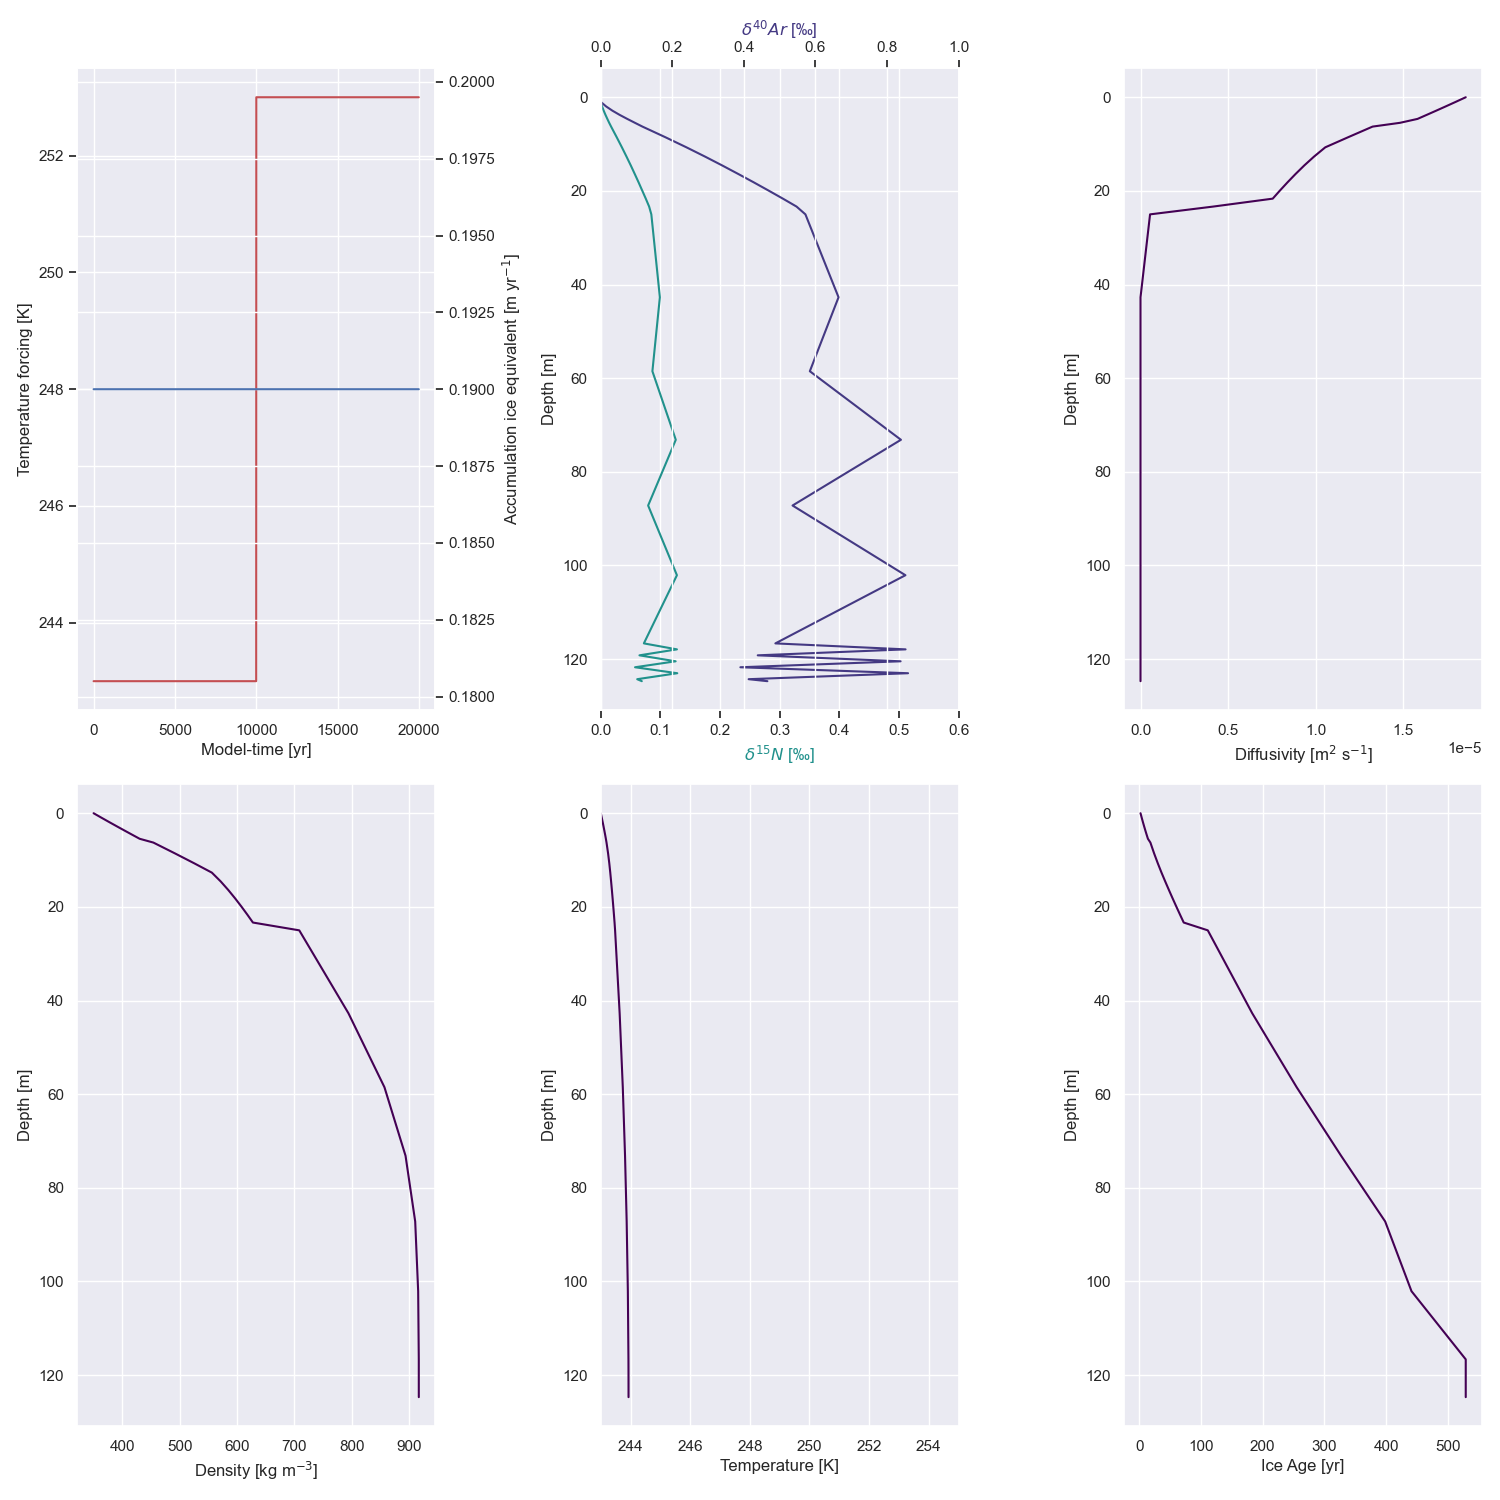 Temperature forcing [K]
252
250
248
246
244
0.2000
0.1975
0.1950
0.1925
0.1900
0.1875
0.1850
0.1825
0.1800
Accumulation ice equivalent [m yr⁻¹]
0 5000 10000 15000 20000
Model-time [yr]
δ⁴⁰Ar [‰]
0.0 0.2 0.4 0.6 0.8 1.0
Depth [m]
0
20
40
60
80
100
120
0.0 0.1 0.2 0.3 0.4 0.5 0.6
δ¹⁵N [‰]
Depth [m]
0
20
40
60
80
100
120
0.0 0.5 1.0 1.5
1e−5
Diffusivity [m² s⁻¹]
Depth [m]
0
20
40
60
80
100
120
400 500 600 700 800 900
Density [kg m⁻³]
Depth [m]
0
20
40
60
80
100
120
244 246 248 250 252 254
Temperature [K]
Depth [m]
0
20
40
60
80
100
120
0 100 200 300 400 500
Ice Age [yr]